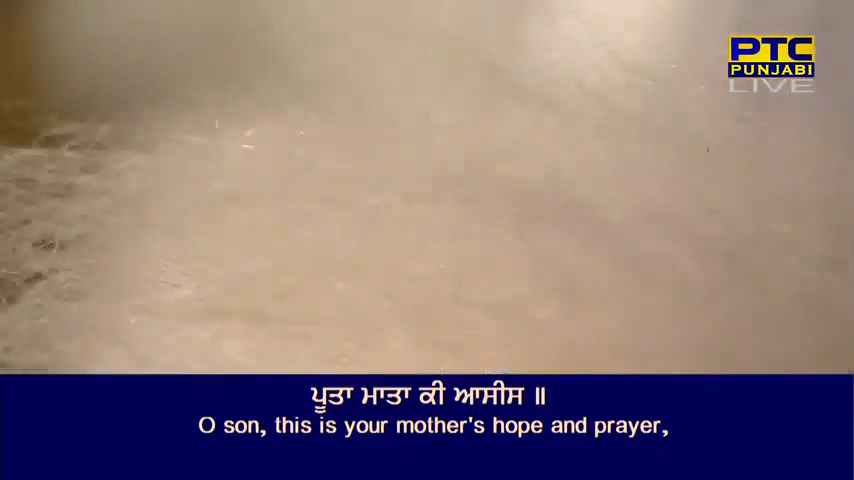 PTC
PUNJABI
LIVE
ਪੂਤਾ ਮਾਤਾ ਕੀ ਆਸੀਸ ॥
O son, this is your mother's hope and prayer,